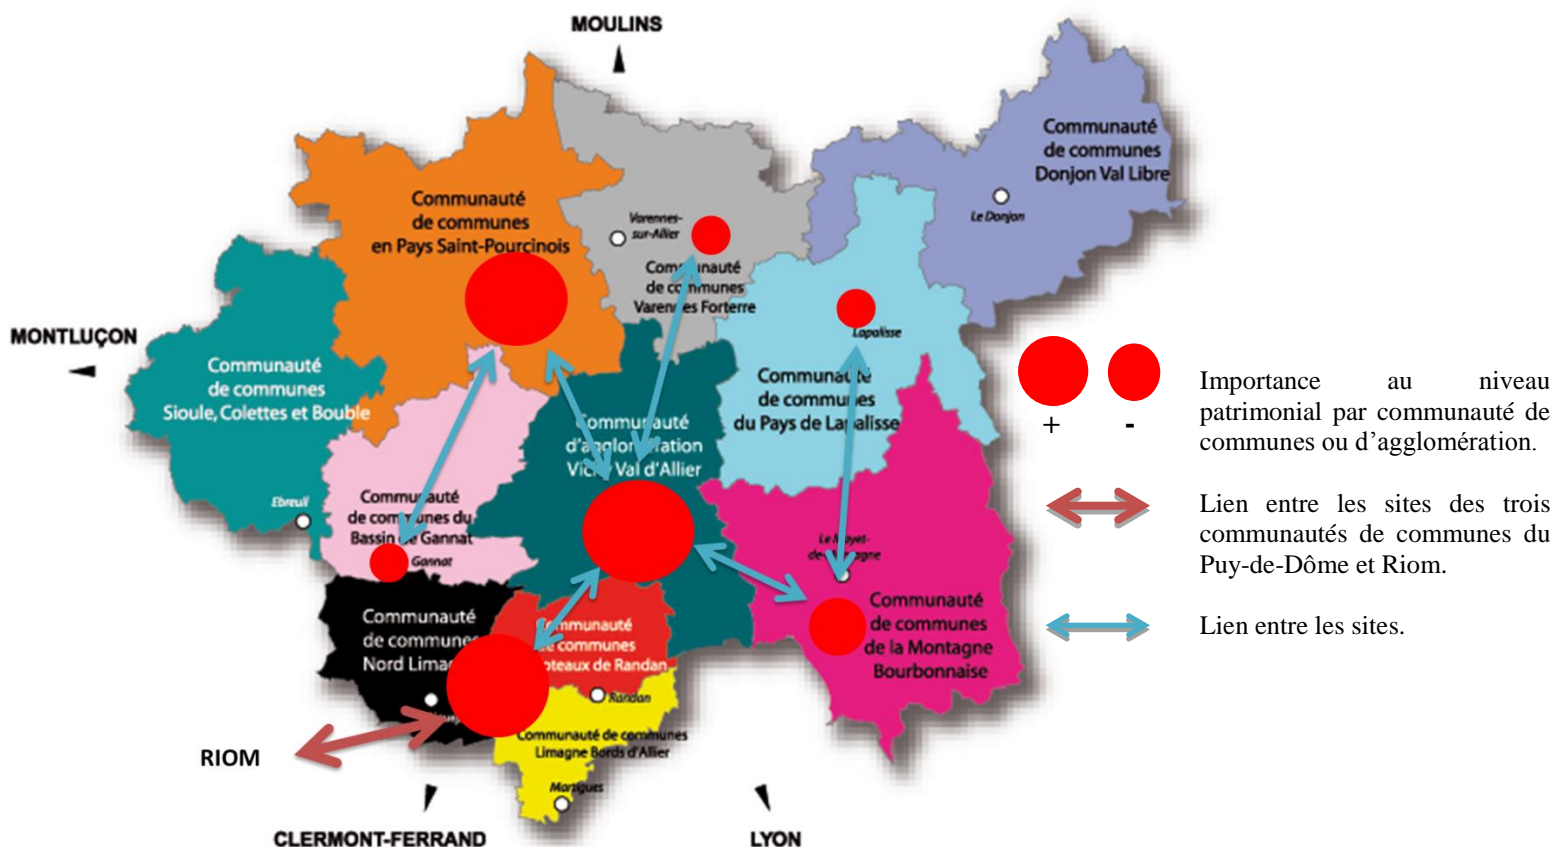 MOULINS
Communauté
de communes
Donjon Val Libre
Le Donjon
Communauté
de communes
en Pays Saint-Pourcinois
Varennes-
sur-Allier
de communes
Varennes Forterre
MONTLUÇON
Communauté
de communes
Sioule, Colettes et Bouble
Ebreuil
Lapalisse
Communauté
de communes
du Pays de Lapalisse
Communauté
d'agglomération
Vichy Val d'Allier
Communauté
de communes du
Bassin de Gannat
Gannat
Le Mayet-
de-
Communauté
de communes
de la Montagne
Bourbonnaise
Communauté
de communes
Nord
Communauté
de communes
Coteaux de Randan
Randan
Communauté de communes
Limagne Bords d'Allier
RIOM
CLERMONT-FERRAND
LYON
+ -
Importance au niveau
patrimonial par communauté de
communes ou d’agglomération.
Lien entre les sites des trois
communautés de communes du
Puy-de-Dôme et Riom.
Lien entre les sites.